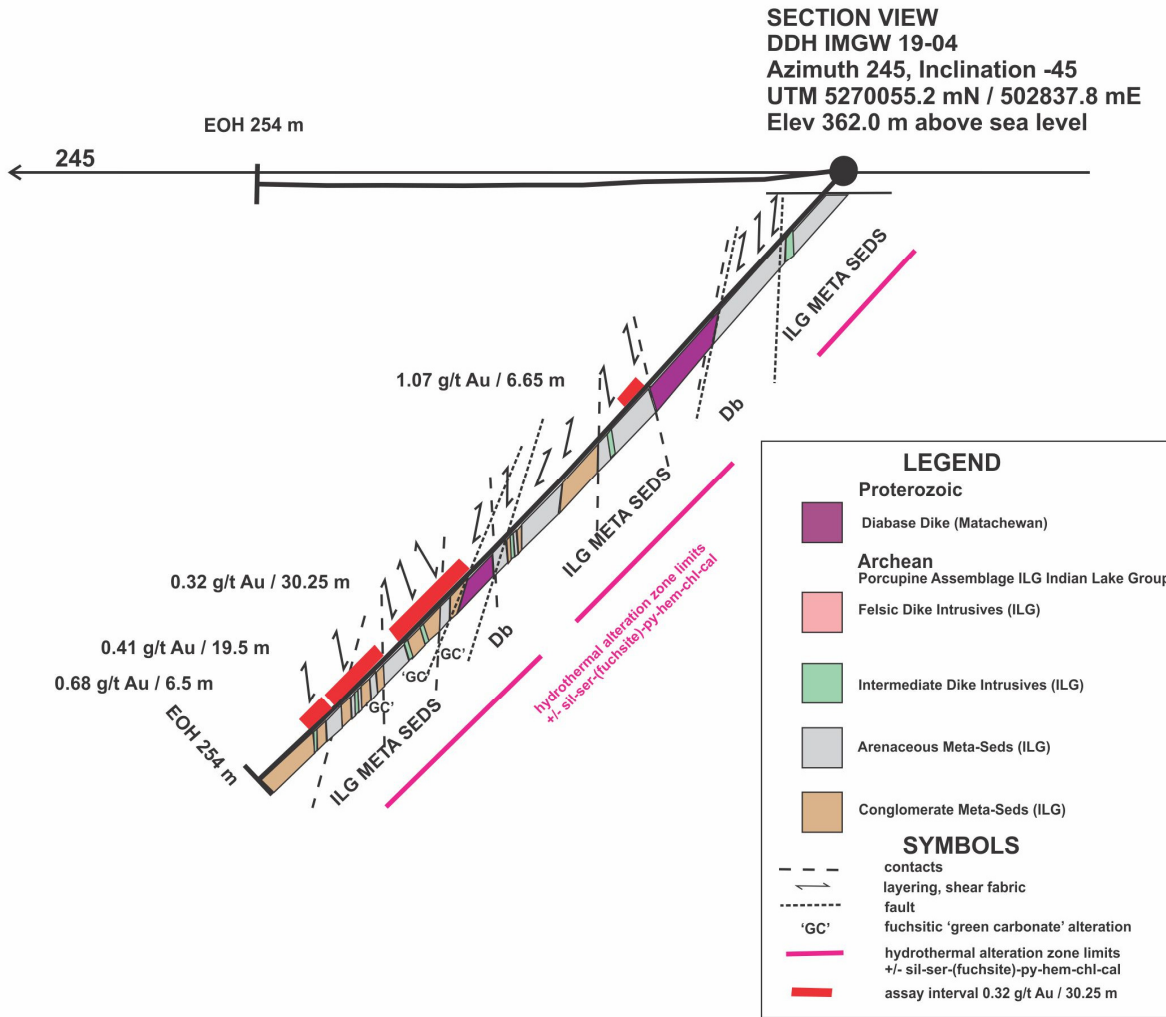 SECTION VIEW
DDH IMGW 19-04
Azimuth 245, Inclination -45
UTM 5270055.2 mN / 502837.8 mE
Elev 362.0 m above sea level
EOH 254 m
245
ILG META SEDS
1.07 g/t Au / 6.65 m
Db
ILG META SEDS
hydrothermal alteration zone limits
+/- sil-ser-(fuchsite)-py-hem-chl-cal
0.32 g/t Au / 30.25 m
Db
'GC'
'GC'
0.41 g/t Au / 19.5 m
0.68 g/t Au / 6.5 m
'GC'
ILG META SEDS
EOH 254 m
LEGEND
Proterozoic
Diabase Dike (Matachewan)
Archean
Porcupine Assemblage ILG Indian Lake Group
Felsic Dike Intrusives (ILG)
Intermediate Dike Intrusives (ILG)
Arenaceous Meta-Seds (ILG)
Conglomerate Meta-Seds (ILG)
SYMBOLS
contacts
layering, shear fabric
fault
'GC' fuchsitic 'green carbonate' alteration
hydrothermal alteration zone limits
+/- sil-ser-(fuchsite)-py-hem-chl-cal
assay interval 0.32 g/t Au / 30.25 m